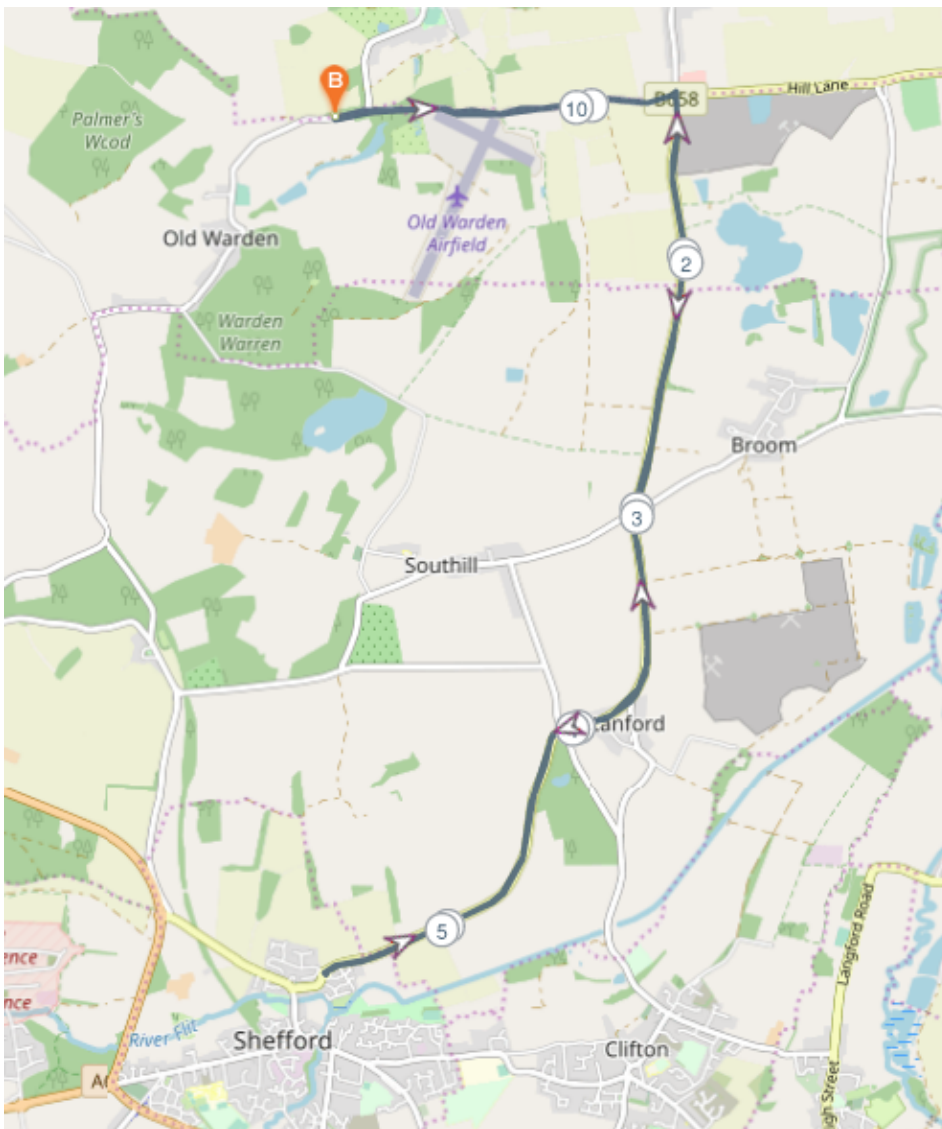 Palmer's
Wood
B
10
B658
Hill Lane
Old Warden
Old Warden
Airfield
2
Warden
Warren
Broom
3
Southill
tanford
5
Langford Road
ence
ence
River Flit
Shefford
Clifton
A
gh Street